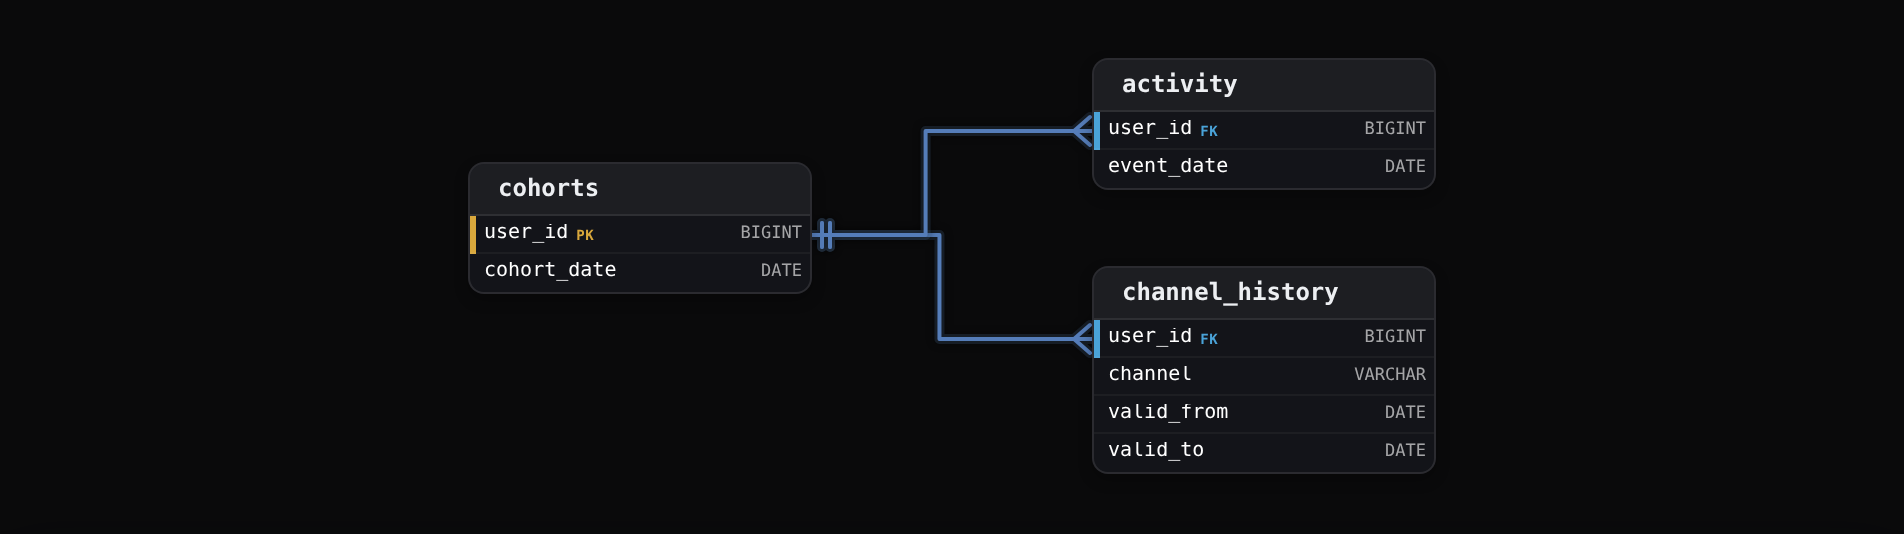 cohorts
user_id PK BIGINT
cohort_date DATE
activity
user_id FK BIGINT
event_date DATE
channel_history
user_id FK BIGINT
channel VARCHAR
valid_from DATE
valid_to DATE